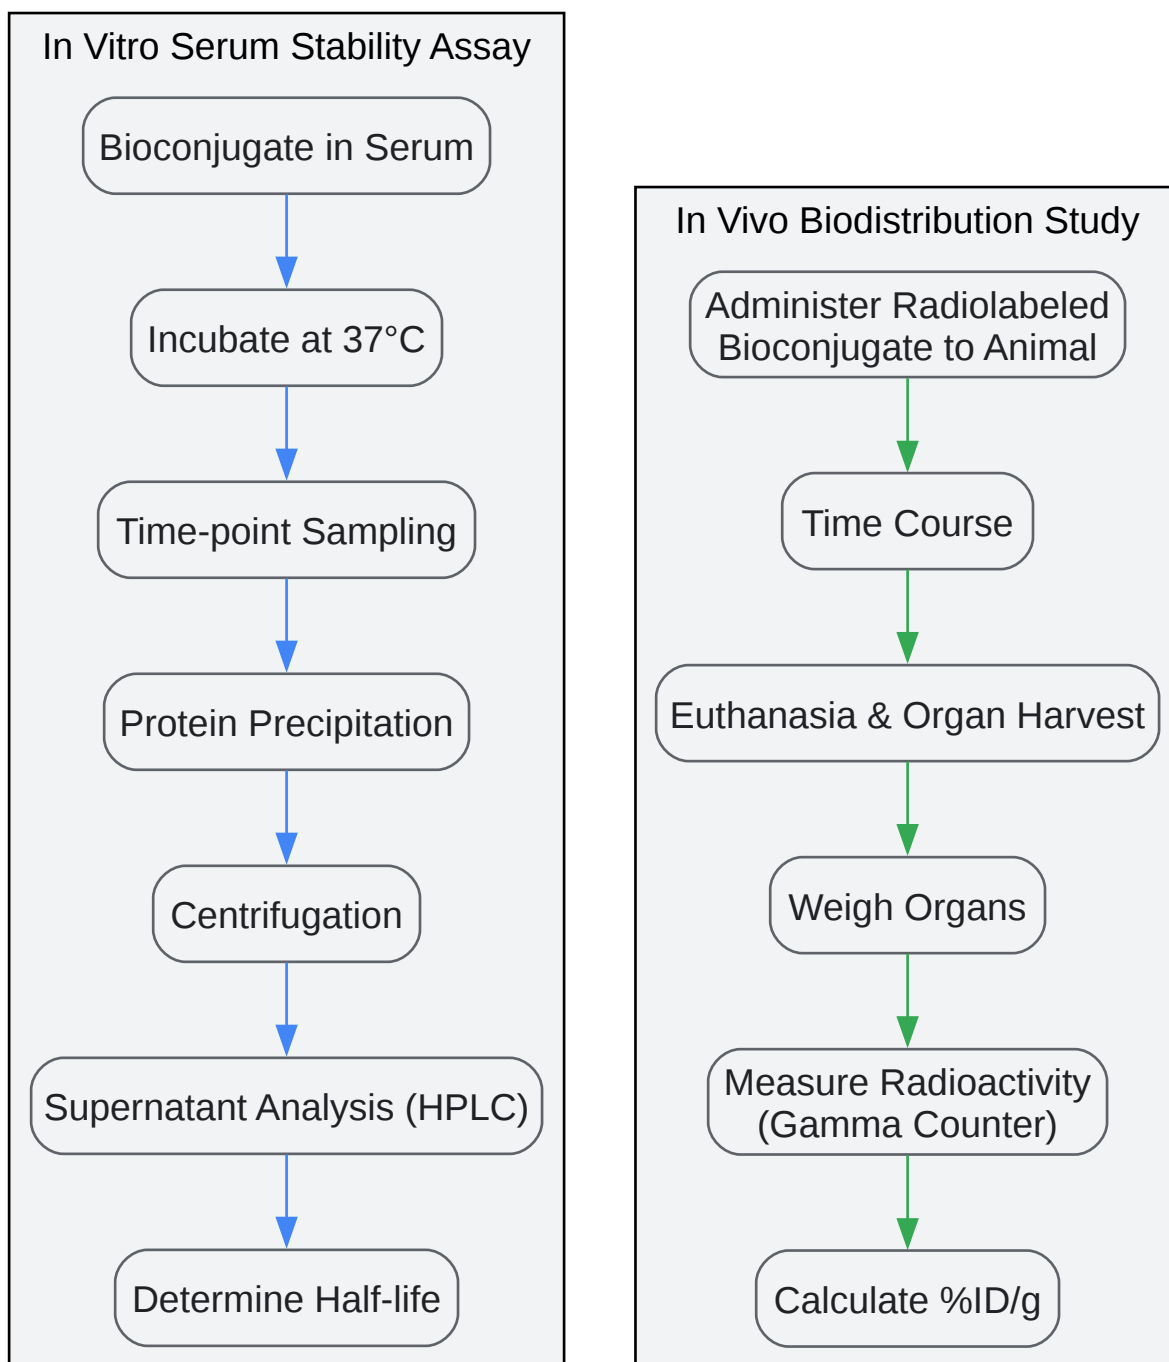 In Vitro Serum Stability Assay
Bioconjugate in Serum
Incubate at 37°C
Time-point Sampling
Protein Precipitation
Centrifugation
Supernatant Analysis (HPLC)
Determine Half-life
In Vivo Biodistribution Study
Administer Radiolabeled
Bioconjugate to Animal
Time Course
Euthanasia & Organ Harvest
Weigh Organs
Measure Radioactivity
(Gamma Counter)
Calculate %ID/g